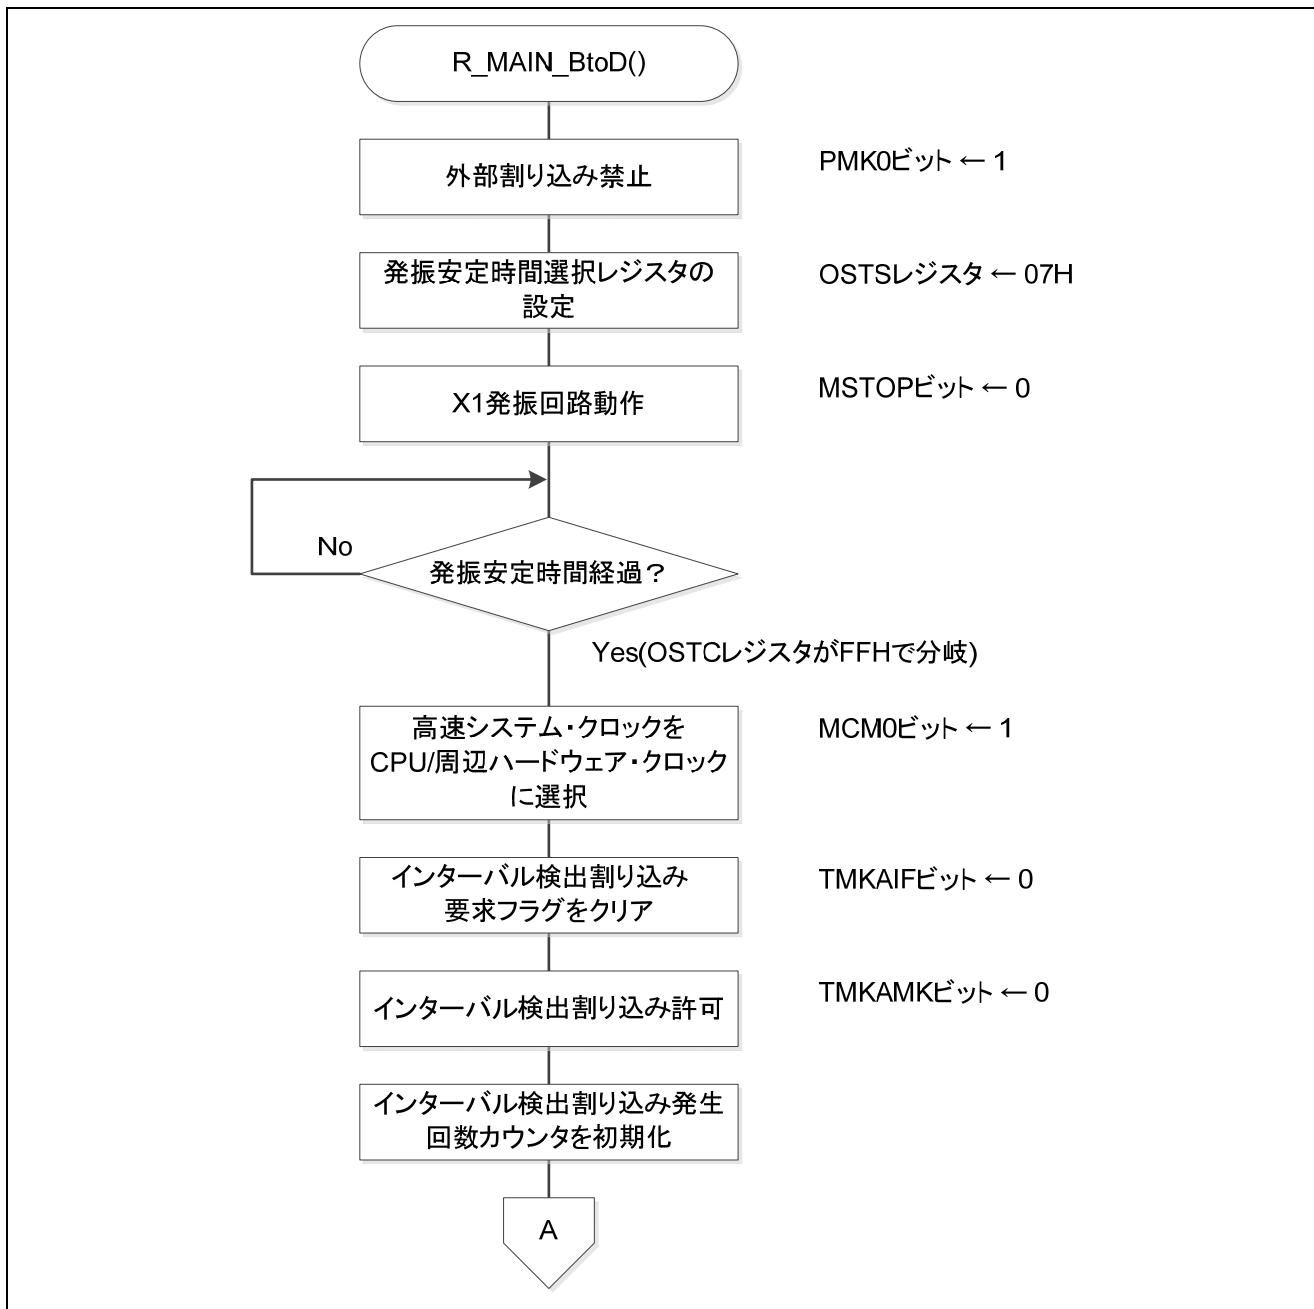 R_MAIN_BtoD()
外部割り込み禁止
PMK0ビット ← 1
発振安定時間選択レジスタの
設定
OSTSレジスタ ← 07H
X1発振回路動作
MSTOPビット ← 0
No
発振安定時間経過？
Yes(OSTCレジスタがFFHで分岐)
高速システム・クロックを
CPU/周辺ハードウェア・クロック
に選択
MCM0ビット ← 1
インターバル検出割り込み
要求フラグをクリア
TMKAIFビット ← 0
インターバル検出割り込み許可
TMKAMKビット ← 0
インターバル検出割り込み発生
回数カウンタを初期化
A